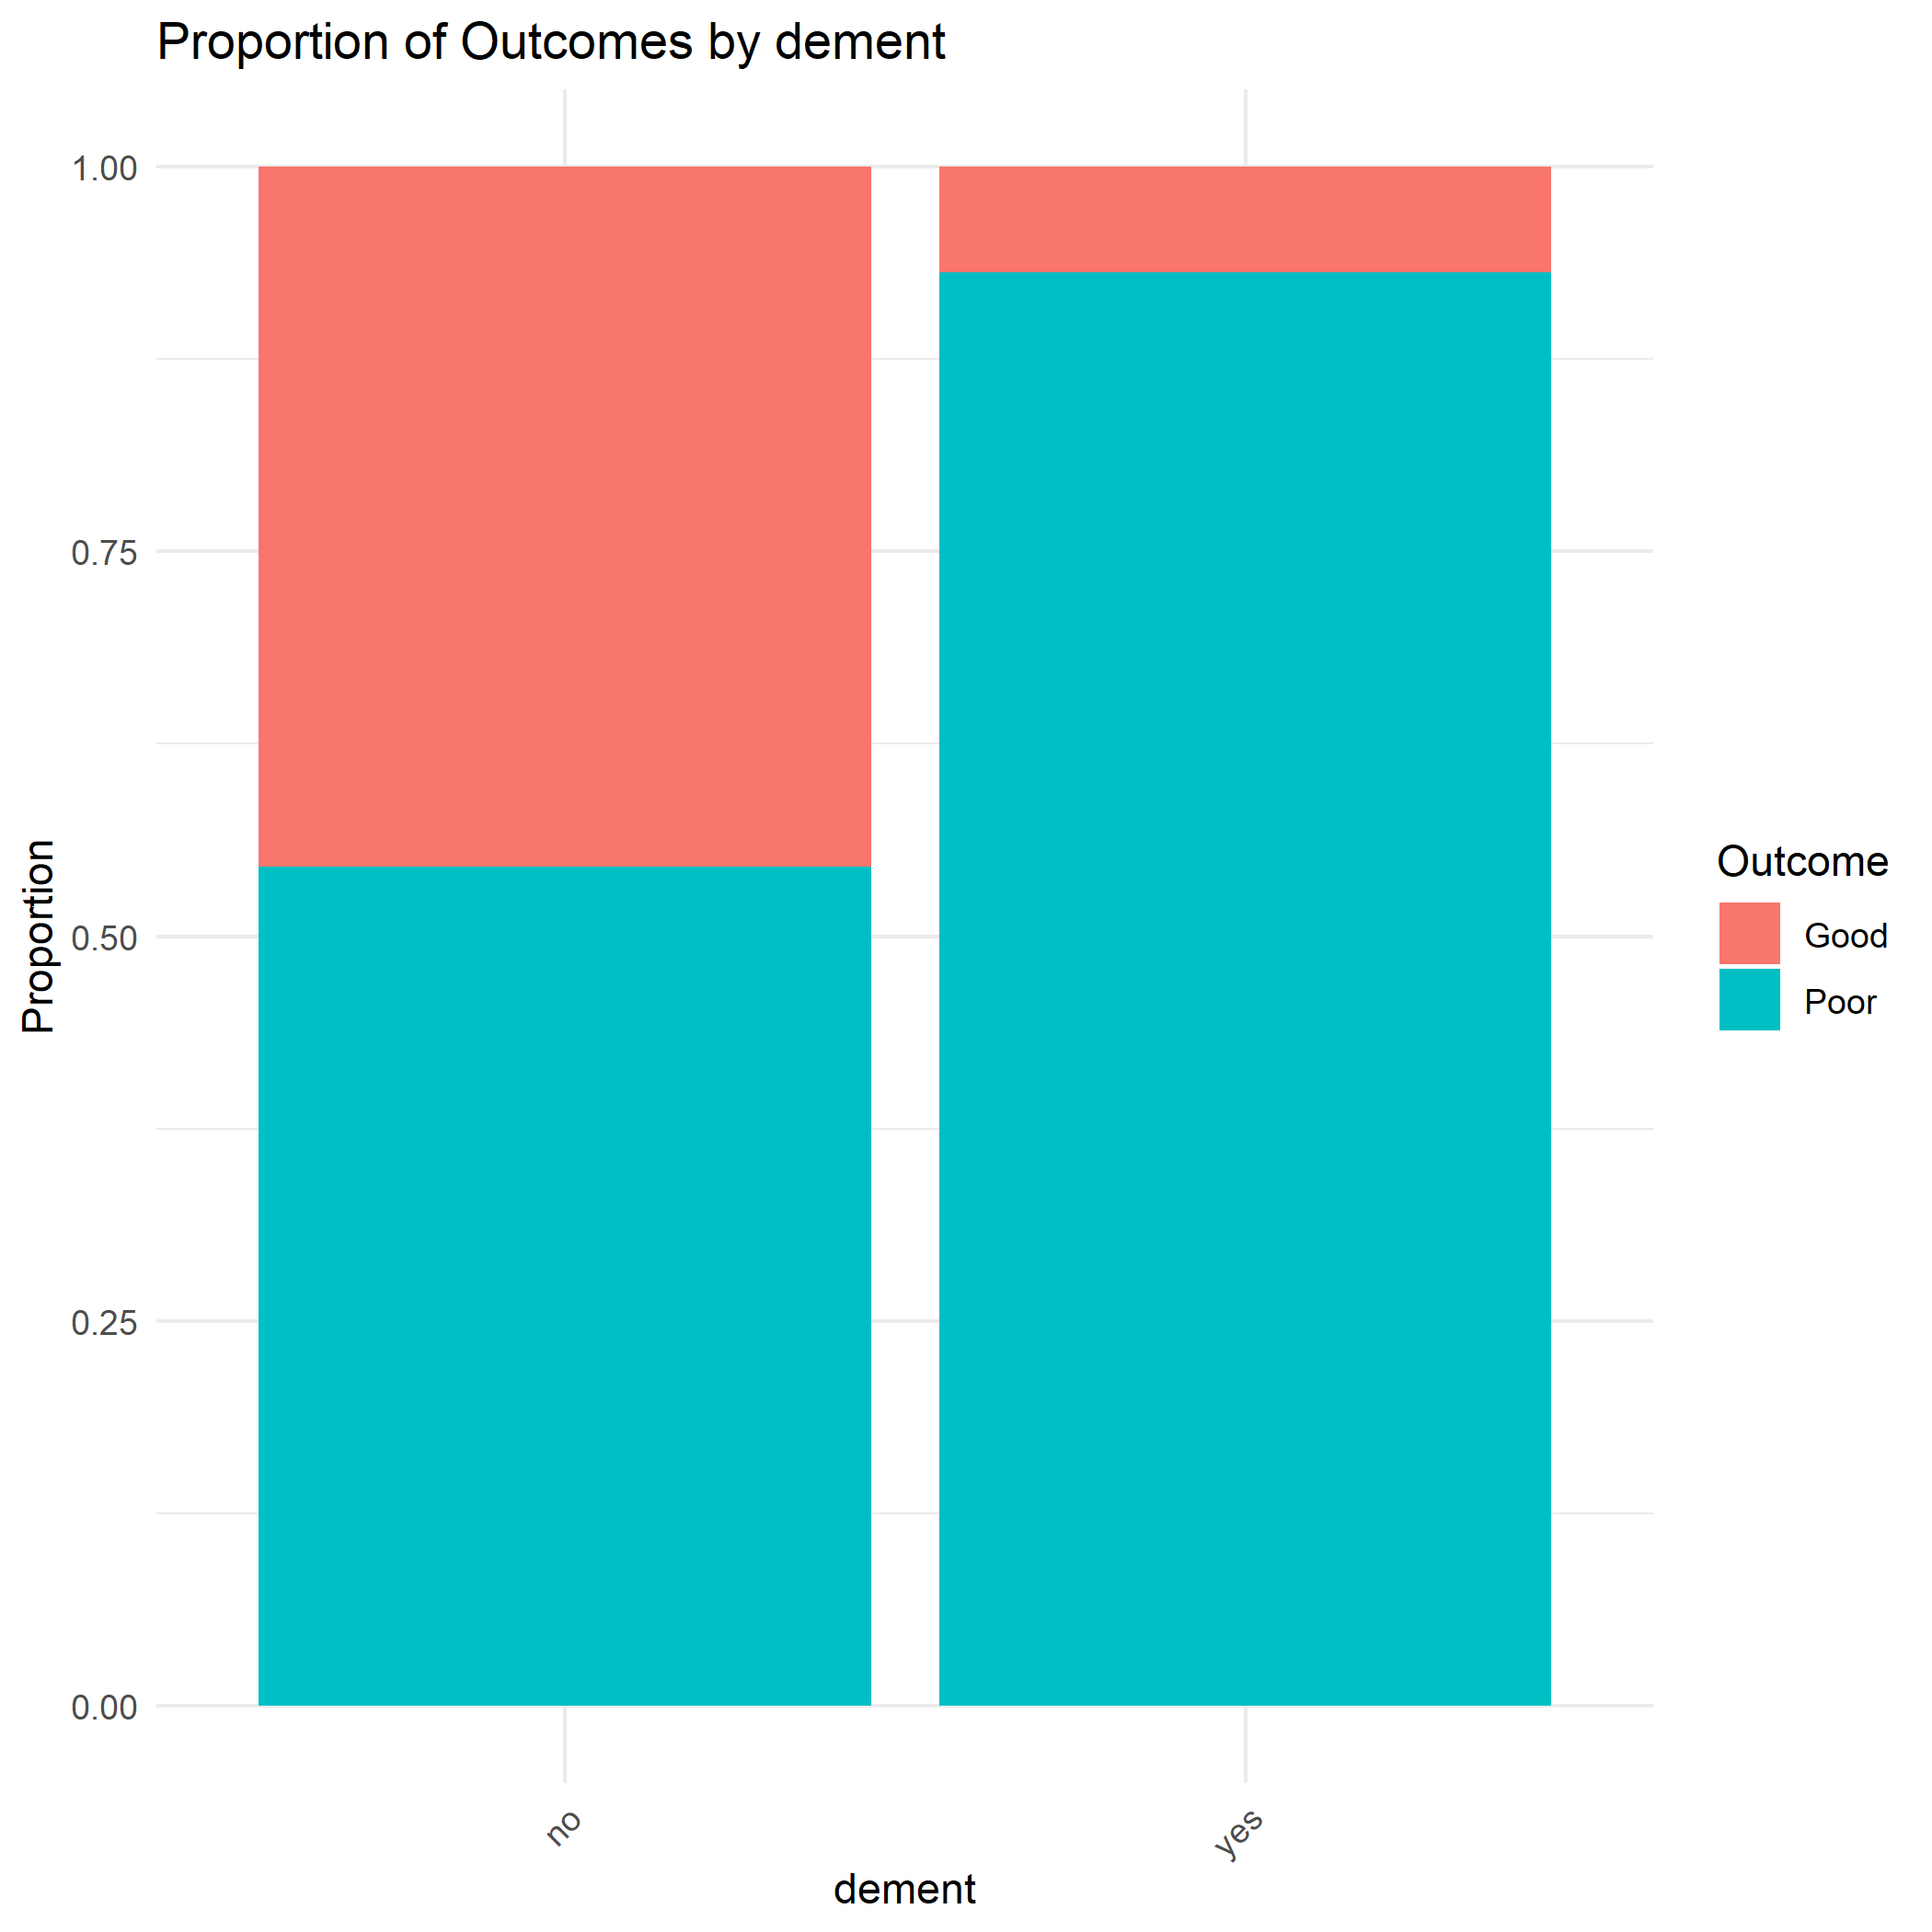 Proportion of Outcomes by dement
1.00
0.75
0.50
0.25
0.00
Proportion
no
yes
dement
Outcome
Good
Poor